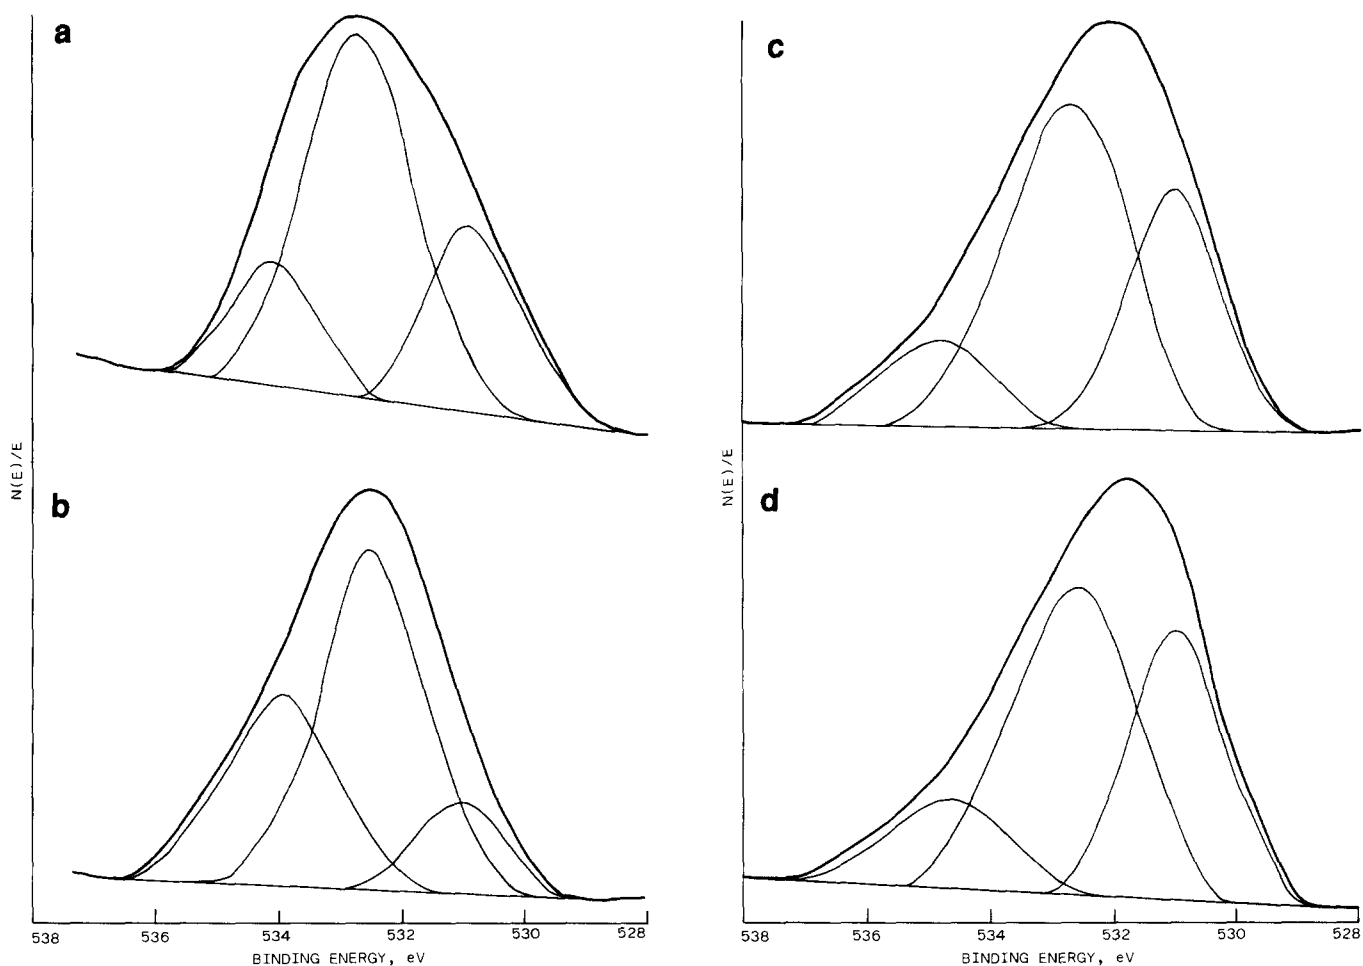 a
c
N(E)/E
N(E)/E
b
d
538 536 534 532 530 528
538 536 534 532 530 528
BINDING ENERGY, eV
BINDING ENERGY, eV